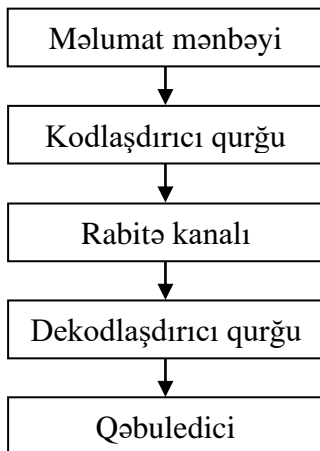 Məlumat mənbəyi
Kodlaşdırıcı qurğu
Rabitə kanalı
Dekodlaşdırıcı qurğu
Qəbuledici